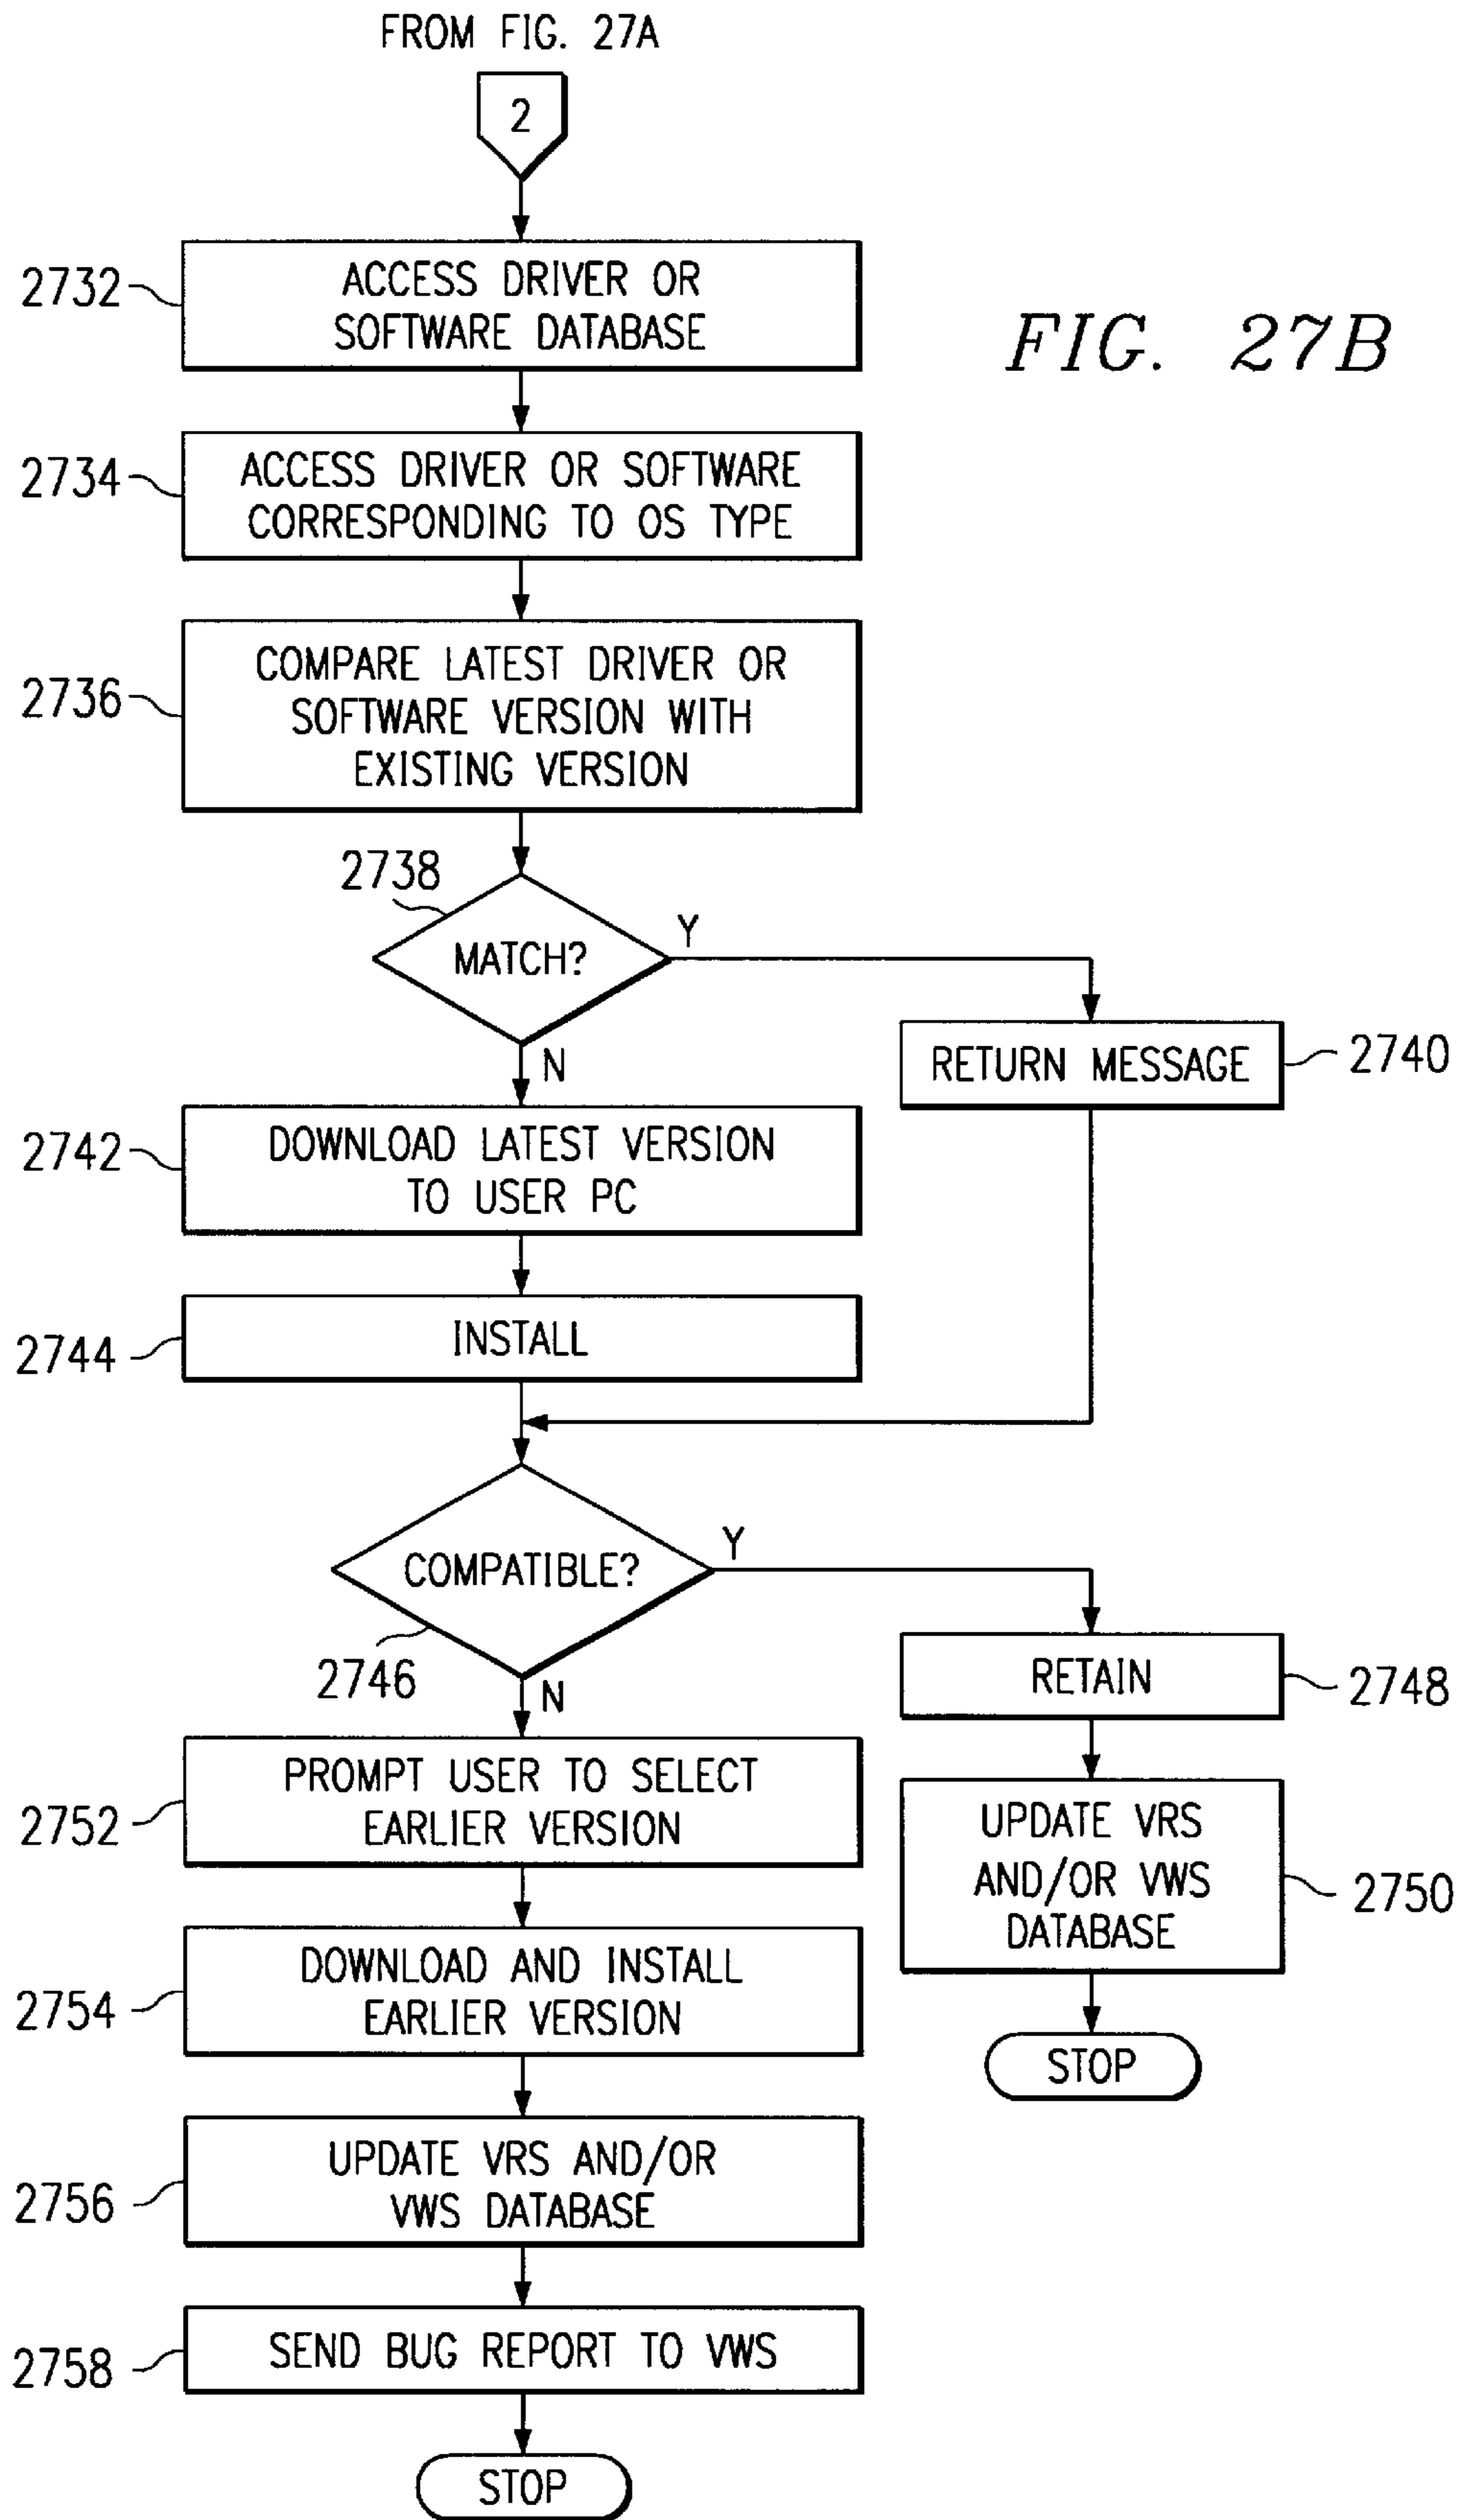 FROM FIG. 27A
2
2732
ACCESS DRIVER OR
SOFTWARE DATABASE
FIG. 27B
2734
ACCESS DRIVER OR SOFTWARE
CORRESPONDING TO OS TYPE
2736
COMPARE LATEST DRIVER OR
SOFTWARE VERSION WITH
EXISTING VERSION
2738
MATCH?
Y
N
RETURN MESSAGE
2740
2742
DOWNLOAD LATEST VERSION
TO USER PC
2744
INSTALL
COMPATIBLE?
Y
2746
N
RETAIN
2748
2752
PROMPT USER TO SELECT
EARLIER VERSION
UPDATE VRS
AND/OR VWS
DATABASE
2750
2754
DOWNLOAD AND INSTALL
EARLIER VERSION
STOP
2756
UPDATE VRS AND/OR
VWS DATABASE
2758
SEND BUG REPORT TO VWS
STOP